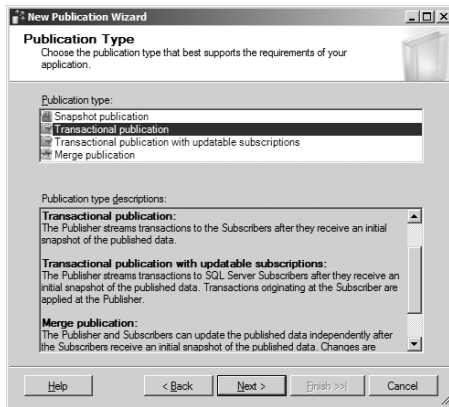 New Publication Wizard
Publication Type
Choose the publication type that best supports the requirements of your
application.
Publication type:
Snapshot publication
Transactional publication
Transactional publication with updatable subscriptions
Merge publication
Publication type descriptions:
Transactional publication:
The Publisher streams transactions to the Subscribers after they receive an initial
snapshot of the published data.
Transactional publication with updatable subscriptions:
The Publisher streams transactions to SQL Server Subscribers after they receive an
initial snapshot of the published data. Transactions originating at the Subscriber are
applied at the Publisher.
Merge publication:
The Publisher and Subscribers can update the published data independently after
the Subscribers receive an initial snapshot of the published data. Changes are
Help < Back Next > Finish >>| Cancel